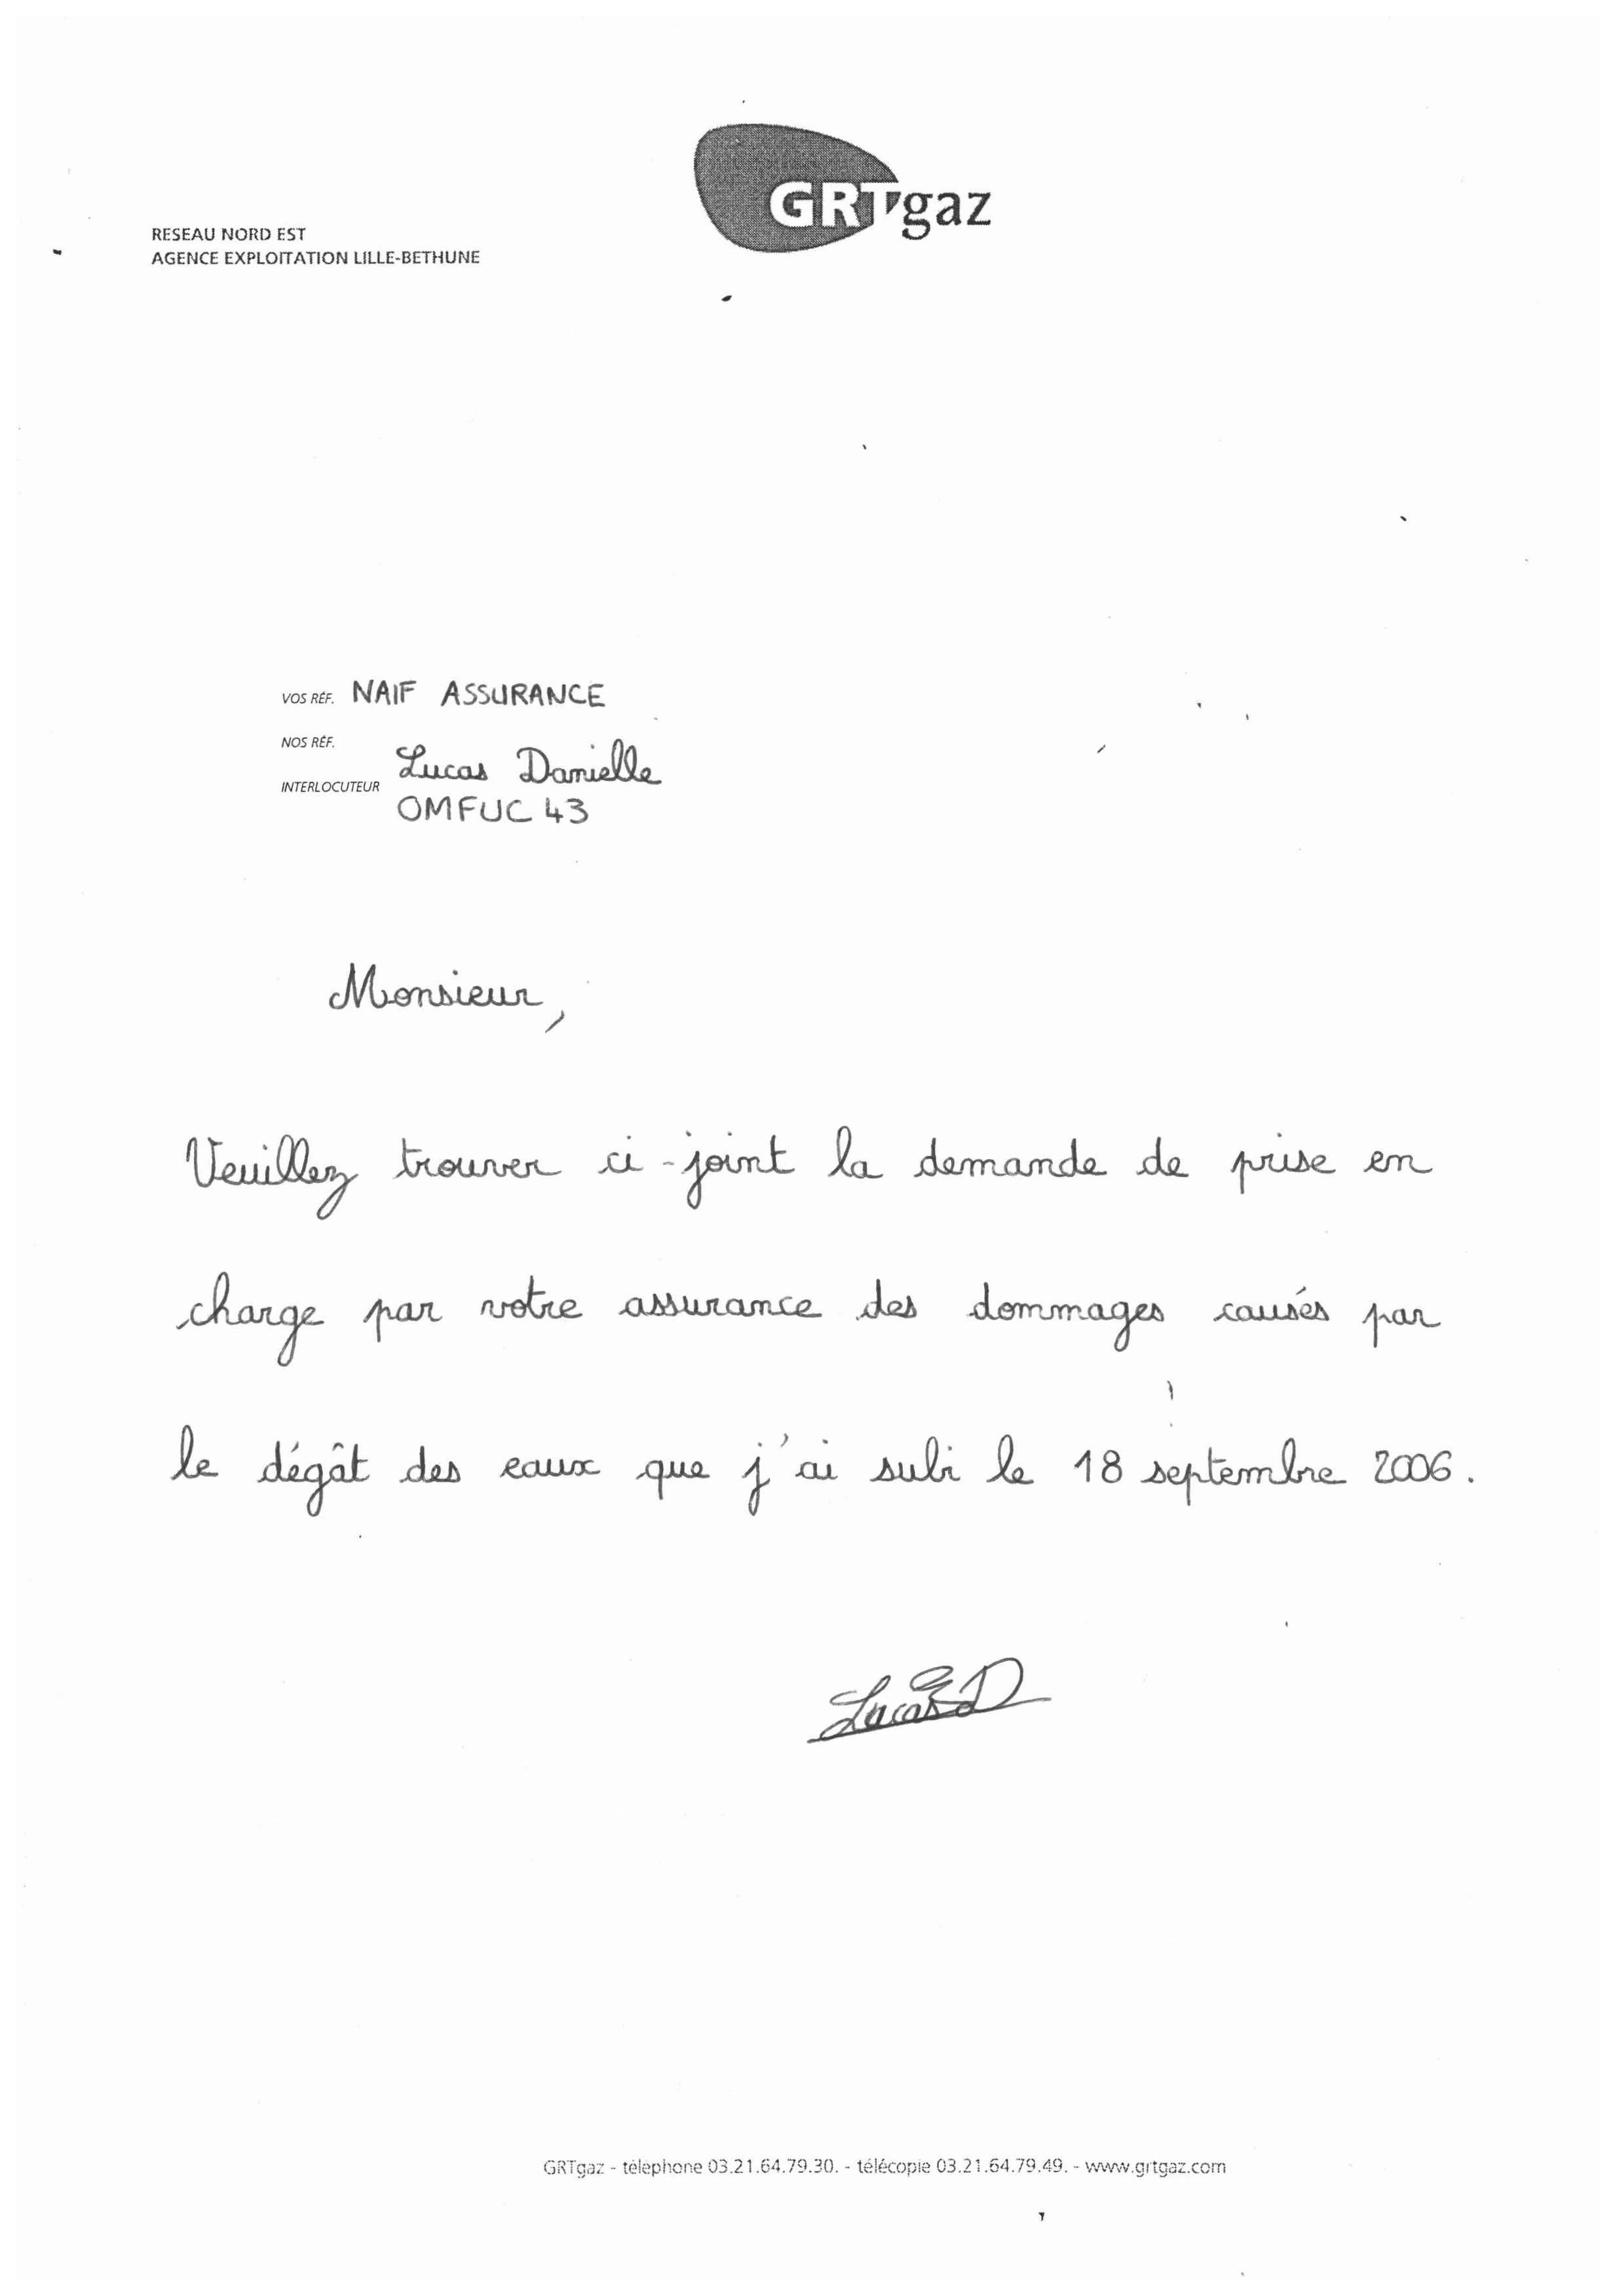 GRTgaz
RESEAU NORD EST
AGENCE EXPLOITATION LILLE-BETHUNE
VOS RÉF. NAIF ASSURANCE
NOS RÉF.
Lucas Danielle
INTERLOCUTEUR
OMFUC 43
Monsieur,
Veuillez trouver ci-joint la demande de prise en
charge par votre assurance des dommages causés par
le dégât des eaux que j'ai subi le 18 septembre 2006.
Lucas D
GRTgaz - téléphone 03.21.64.79.30. - télécopie 03.21.64.79.49. - www.grtgaz.com